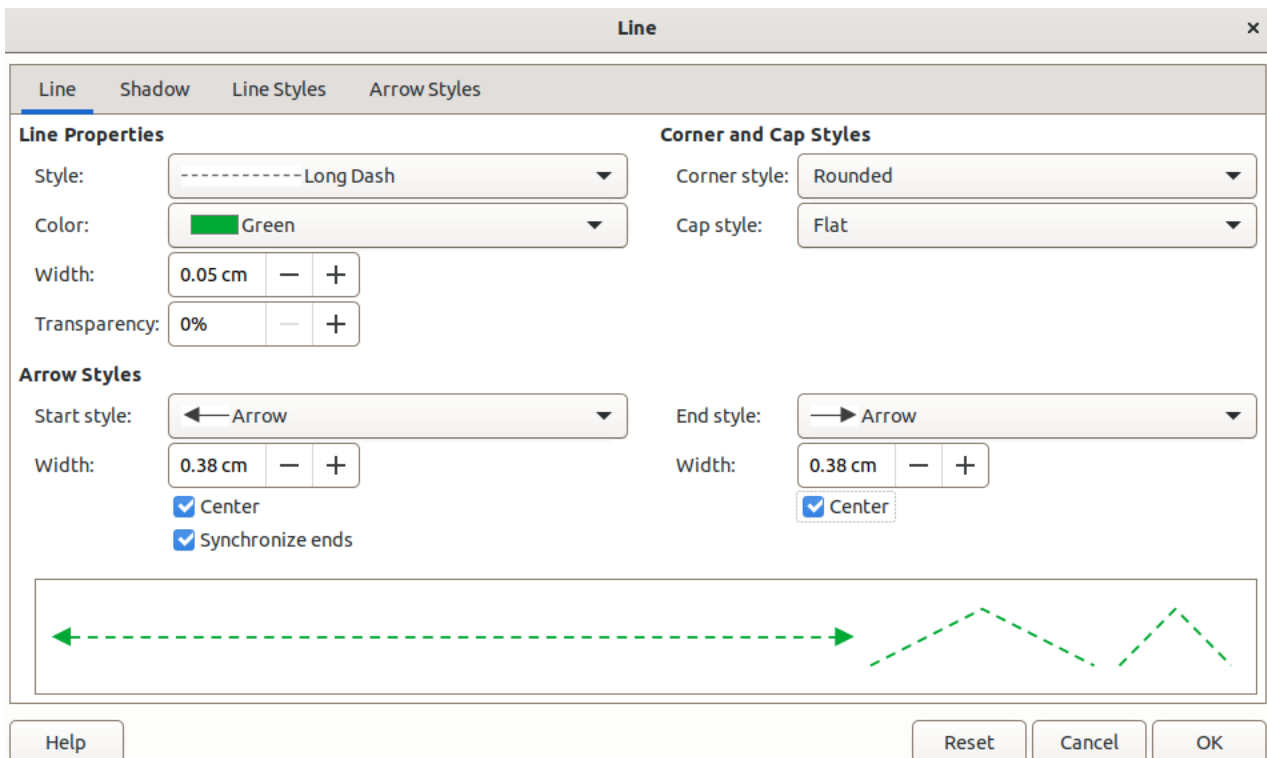 Line ×
Line Shadow Line Styles Arrow Styles
Line Properties Corner and Cap Styles
Style: Long Dash Corner style: Rounded
Color: Green Cap style: Flat
Width: 0.05 cm − +
Transparency: 0% − +
Arrow Styles
Start style: Arrow End style: Arrow
Width: 0.38 cm − + Width: 0.38 cm − +
Center Center
Synchronize ends
Help Reset Cancel OK